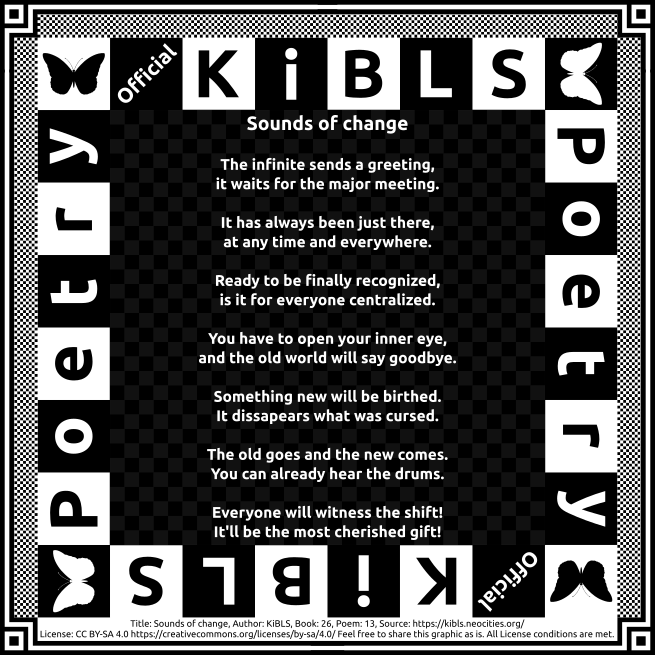 Official
KiBLS
Poetry
Poetry
Sounds of change
The infinite sends a greeting,
it waits for the major meeting.
It has always been just there,
at any time and everywhere.
Ready to be finally recognized,
is it for everyone centralized.
You have to open your inner eye,
and the old world will say goodbye.
Something new will be birthed.
It dissapears what was cursed.
The old goes and the new comes.
You can already hear the drums.
Everyone will witness the shift!
It'll be the most cherished gift!
Official
KiBLS
Title: Sounds of change, Author: KiBLS, Book: 26, Poem: 13, Source: https://kibls.neocities.org/
License: CC BY-SA 4.0 https://creativecommons.org/licenses/by-sa/4.0/ Feel free to share this graphic as is. All License conditions are met.